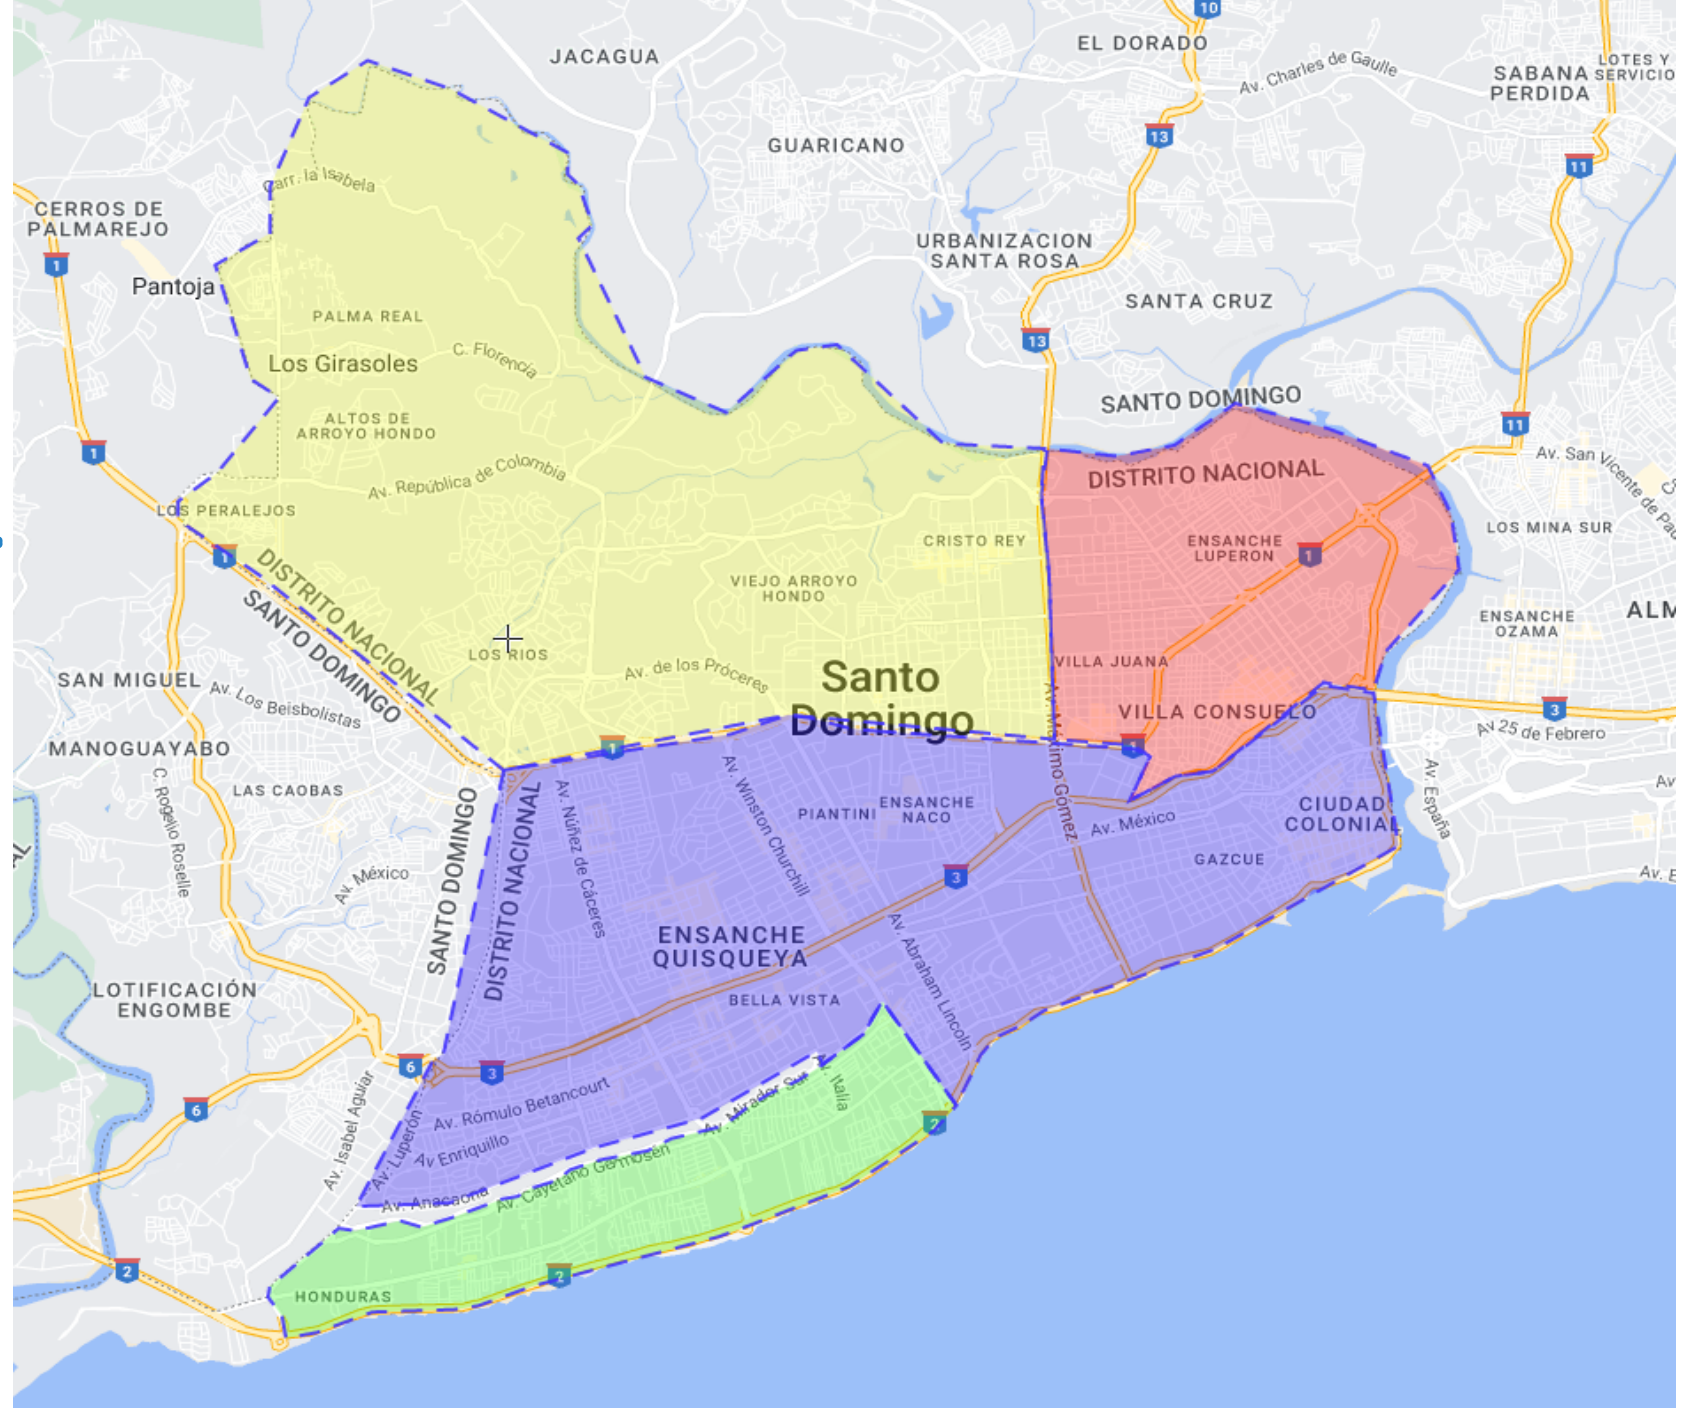 10
EL DORADO
JACAGUA
Av. Charles de Gaulle
SABANA
PERDIDA
LOTES Y
SERVICIO
13
GUARICANO
11
Carr. la Isabela
CERROS DE
PALMAREJO
1
URBANIZACION
SANTA ROSA
Pantoja
SANTA CRUZ
PALMA REAL
13
C. Florencia
Los Girasoles
SANTO DOMINGO
ALTOS DE
ARROYO HONDO
11
1
Av. San Vicente de Pau
Av. República de Colombia
DISTRITO NACIONAL
LOS PERALEJOS
LOS MINA SUR
CRISTO REY
ENSANCHE
LUPERON
1
1
DISTRITO NACIONAL
SANTO DOMINGO
VIEJO ARROYO
HONDO
ENSANCHE
OZAMA
ALM
LOS RIOS
Av. de los Próceres
VILLA JUANA
Santo
Domingo
SAN MIGUEL
Av. Los Beisbolistas
VILLA CONSUELO
3
Av 25 de Febrero
MANOGUAYABO
1
1
Av. Máximo Gómez
C. Rogelio Roselle
LAS CAOBAS
SANTO DOMINGO
DISTRITO NACIONAL
Av. Núñez de Cáceres
Av. Winston Churchill
PIANTINI
ENSANCHE
NACO
Av. México
CIUDAD
COLONIAL
Av. España
Av.
AL
Av. México
GAZCUE
Av. E
3
ENSANCHE
QUISQUEYA
Av. Abraham Lincoln
LOTIFICACIÓN
ENGOMBE
BELLA VISTA
6
3
Av. Isabel Aguiar
Av. Luperón
Av. Rómulo Betancourt
Av. Mirador Sur
Av. Italia
6
2
Av Enriquillo
Av. Cayetano Germosén
Av. Anacaona
2
2
HONDURAS